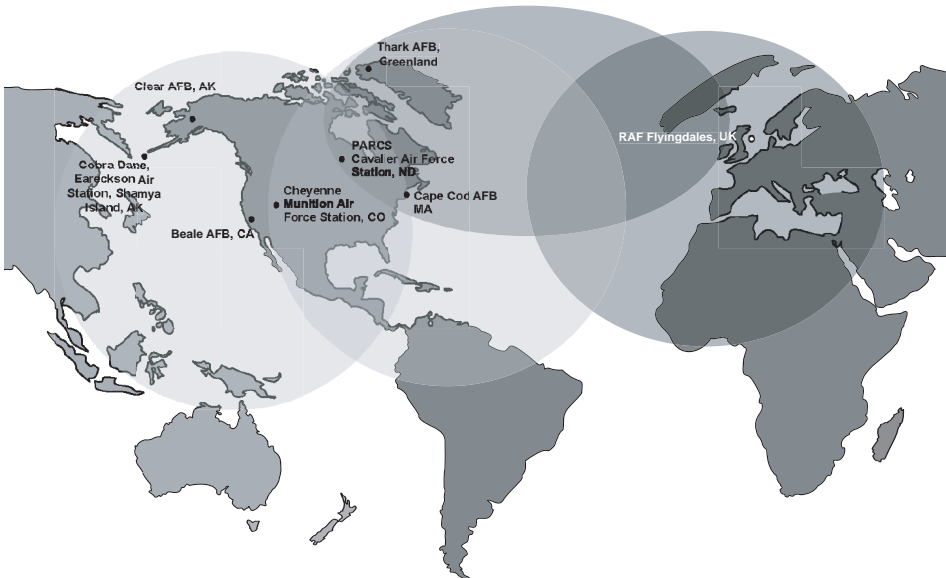 Thark AFB,
Greenland
Clear AFB, AK
RAF Flyingdales, UK
PARCS
Cavalier Air Force
Station, ND
Cobra Dane,
Eareckson Air
Station, Shamya
Island, AK
Cheyenne
Munition Air
Force Station, CO
Cape Cod AFB
MA
Beale AFB, CA